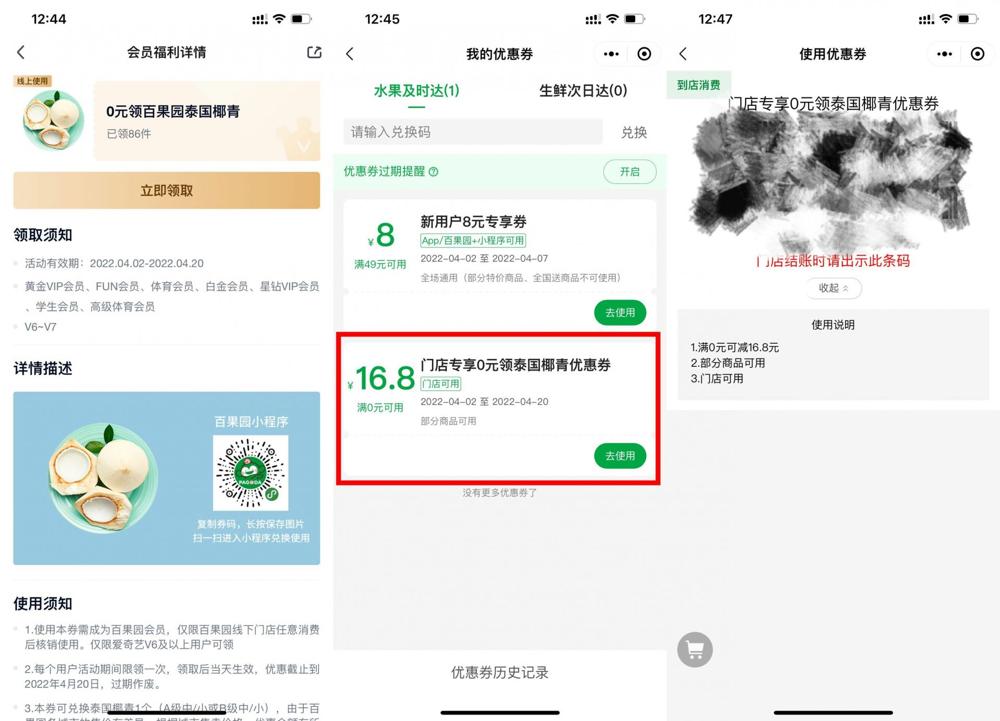 12:44
会员福利详情
线上使用
0元领百果园泰国椰青
已领86件
立即领取
领取须知
活动有效期：2022.04.02-2022.04.20
黄金VIP会员、FUN会员、体育会员、白金会员、星钻VIP会员
、学生会员、高级体育会员
V6~V7
详情描述
百果园小程序
PAGODA
复制券码，长按保存图片
扫一扫进入小程序兑换使用
使用须知
1.使用本券需成为百果园会员，仅限百果园线下门店任意消费
后核销使用。仅限爱奇艺V6及以上用户可领
2.每个用户活动期间限领一次，领取后当天生效，优惠截止到
2022年4月20日，过期作废。
3.本券可兑换泰国椰青1个（A级中/小或B级中/小），由于百
12:45
我的优惠券
水果及时达(1)
生鲜次日达(0)
请输入兑换码
兑换
优惠券过期提醒
开启
¥8
满49元可用
新用户8元专享券
App/百果园+小程序可用
2022-04-02 至 2022-04-07
全场通用（部分特价商品、全国送商品不可使用）
去使用
¥16.8
满0元可用
门店专享0元领泰国椰青优惠券
门店可用
2022-04-02 至 2022-04-20
部分商品可用
去使用
没有更多优惠券了
优惠券历史记录
12:47
使用优惠券
到店消费
门店专享0元领泰国椰青优惠券
门店结账时请出示此条码
收起
使用说明
1.满0元可减16.8元
2.部分商品可用
3.门店可用